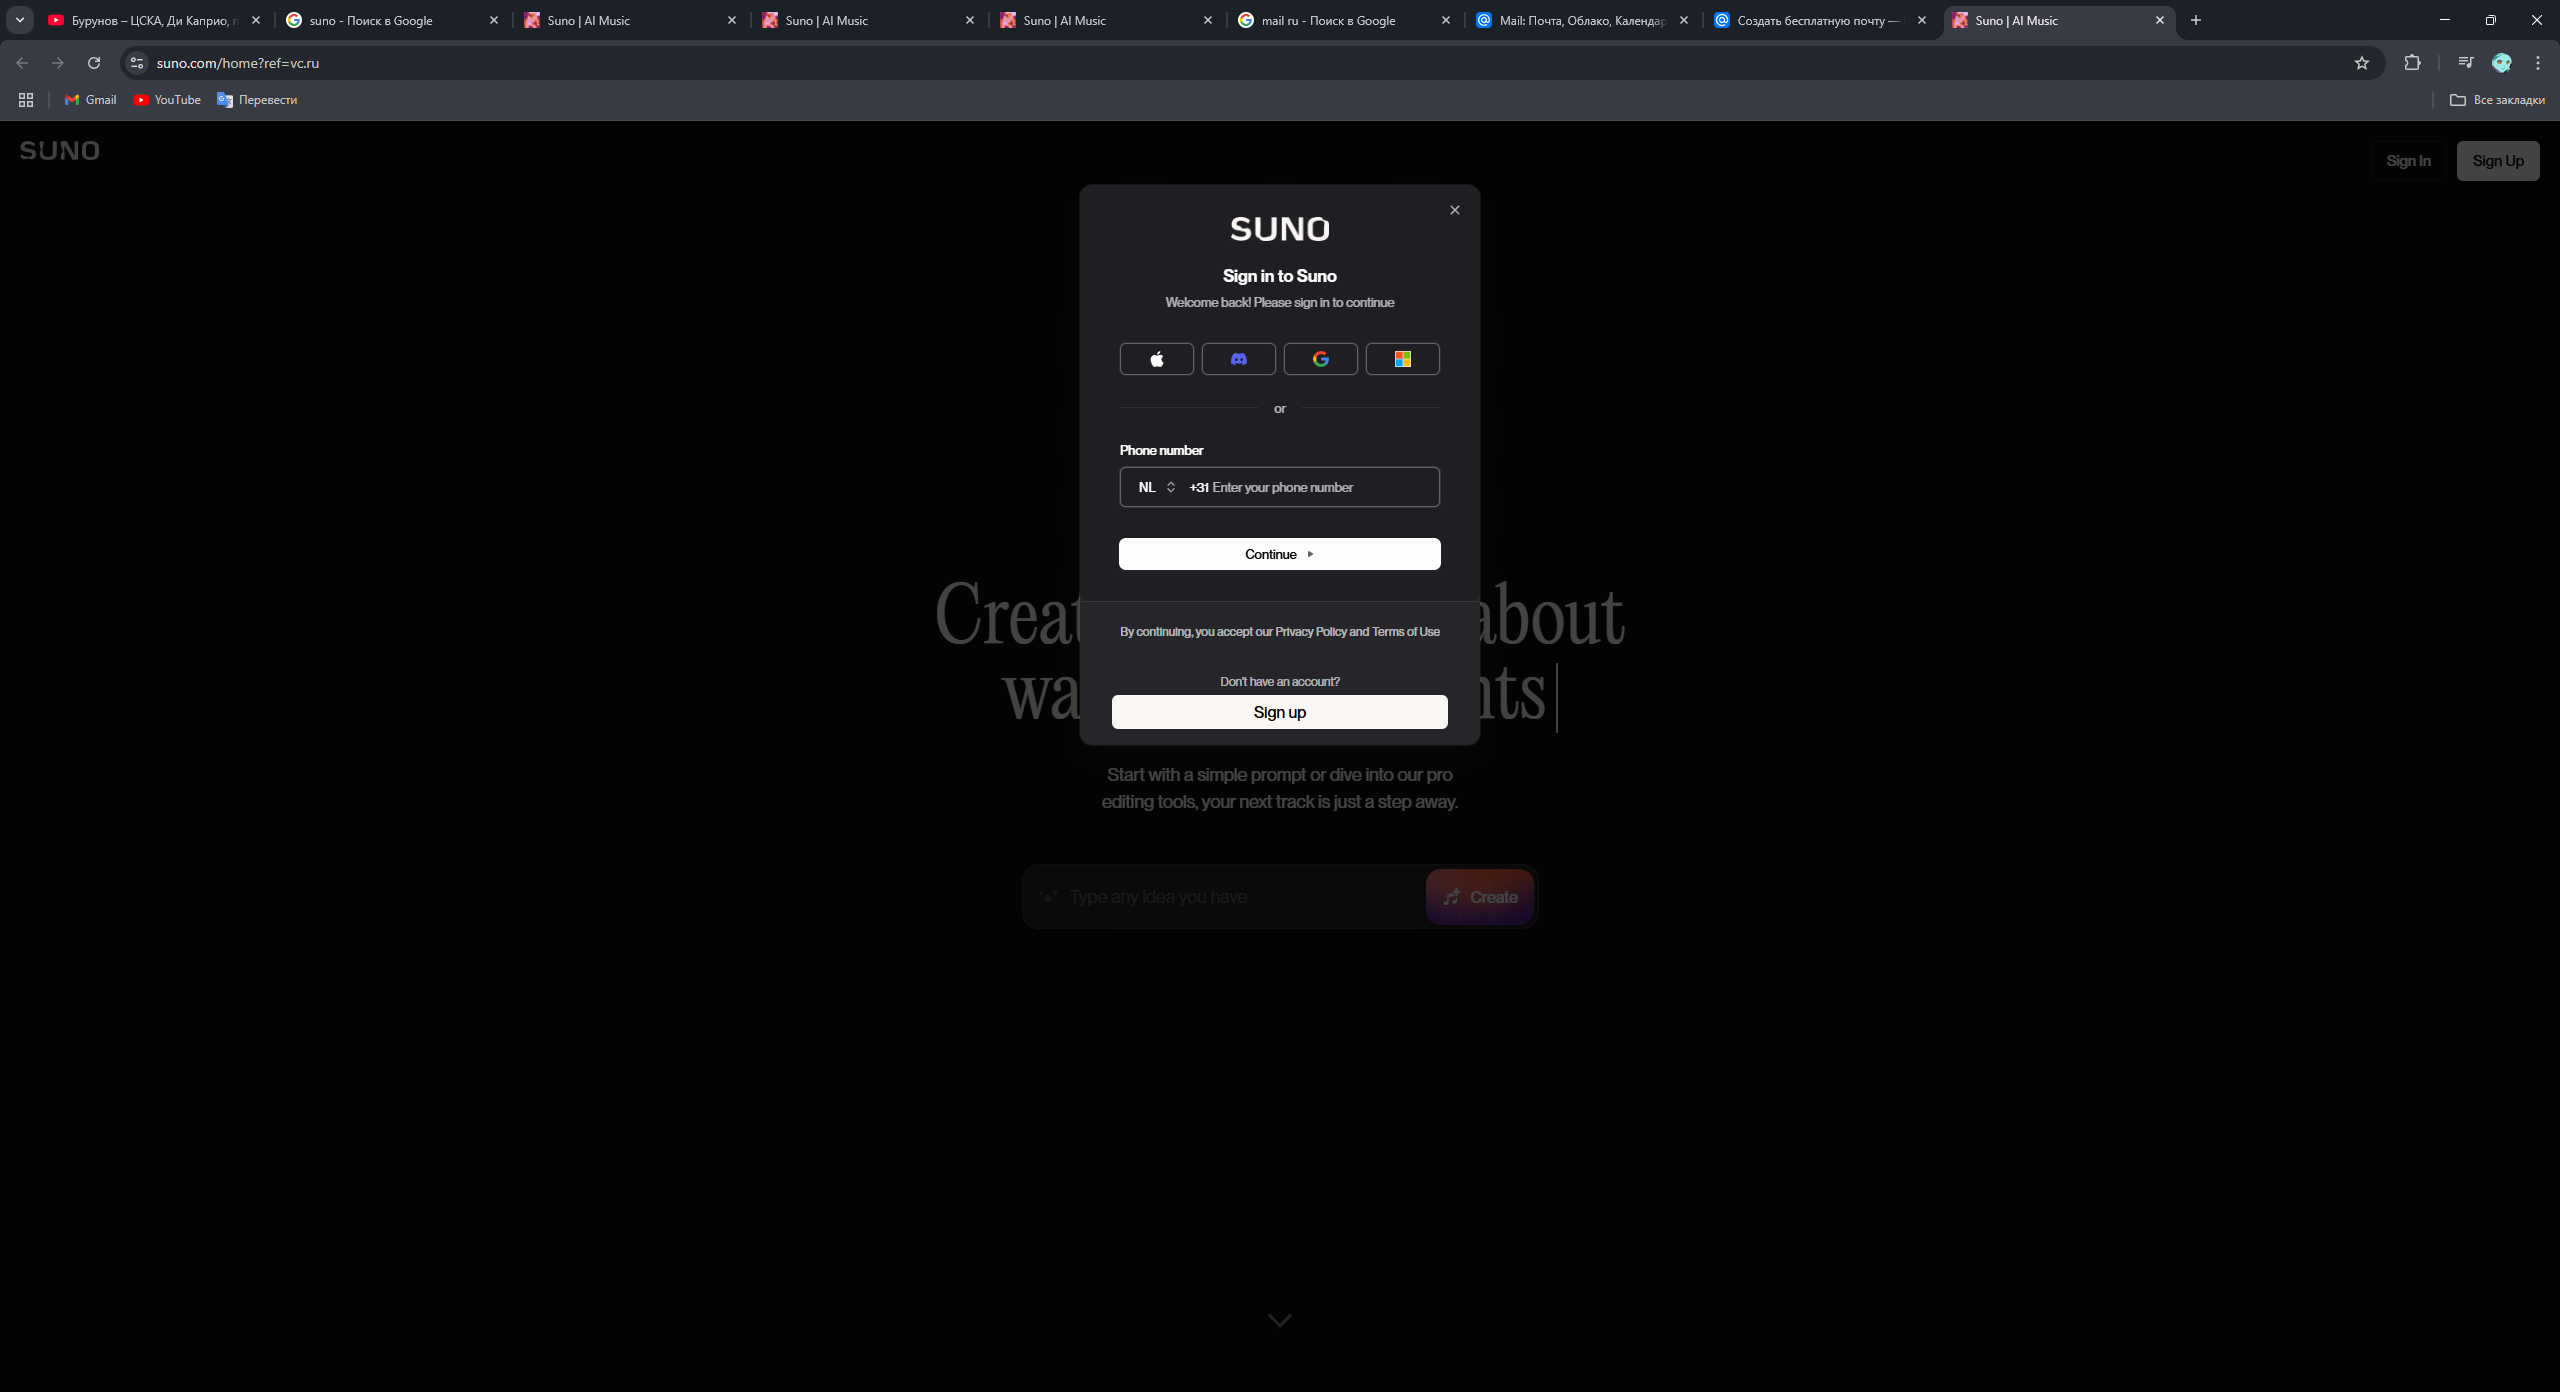 Бурунов – ЦСКА, Ди Каприо,
suno - Поиск в Google
Suno | AI Music
Suno | AI Music
Suno | AI Music
mail ru - Поиск в Google
Mail: Почта, Облако, Календар
Создать бесплатную почту —
Suno | AI Music
suno.com/home?ref=vc.ru
Gmail
YouTube
Перевести
Все закладки
SUNO
Sign In
Sign Up
SUNO
Sign in to Suno
Welcome back! Please sign in to continue
or
Phone number
NL +31 Enter your phone number
Continue
By continuing, you accept our Privacy Policy and Terms of Use
Don't have an account?
Sign up
Creat about
wa nts
Start with a simple prompt or dive into our pro
editing tools, your next track is just a step away.
Type any idea you have
Create